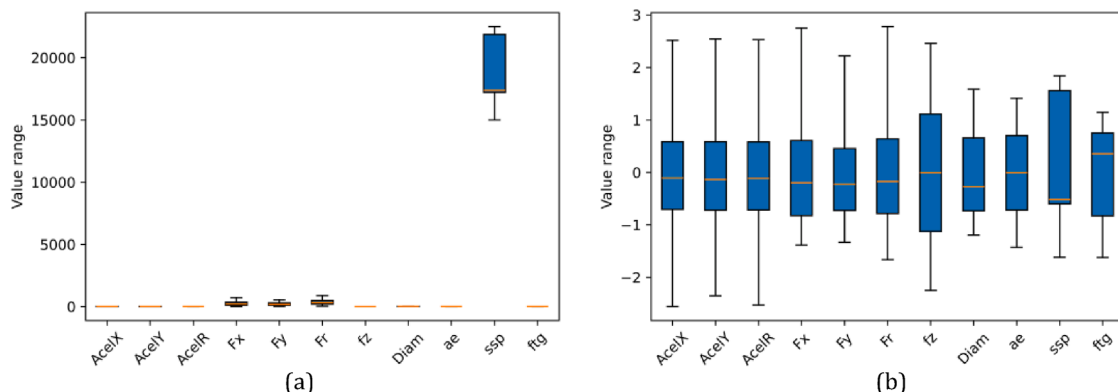 Value range
20000
15000
10000
5000
0
AcelX AcelY AcelR Fx Fy Fr fz Diam ae ssp ftg
(a)
Value range
3
2
1
0
−1
−2
AcelX AcelY AcelR Fx Fy Fr fz Diam ae ssp ftg
(b)